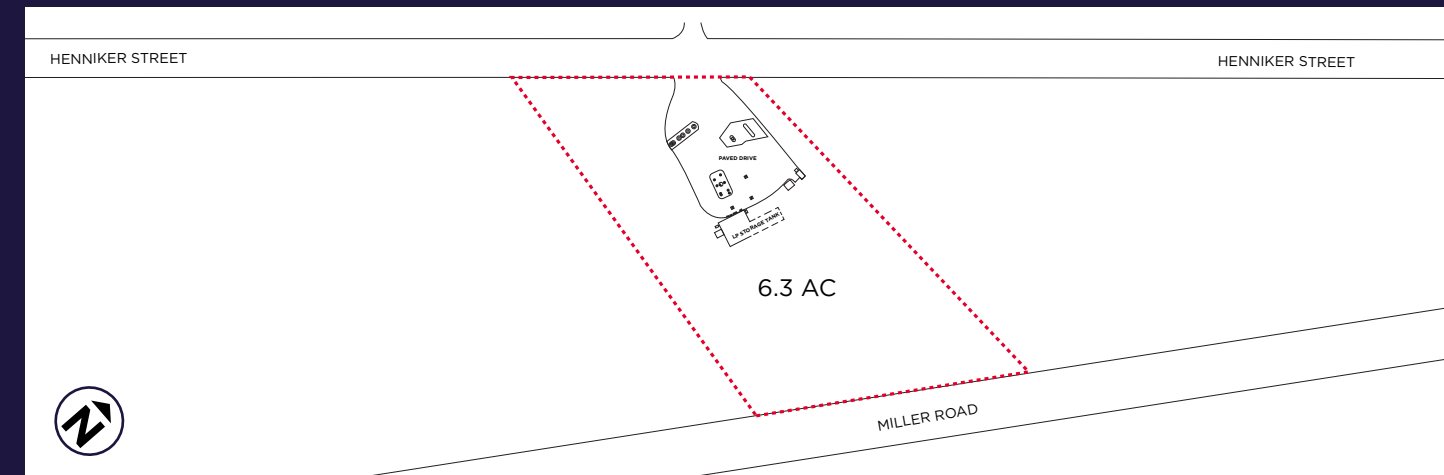 HENNIKER STREET
HENNIKER STREET
PAVED DRIVE
LP STORAGE TANK
6.3 AC
MILLER ROAD
N